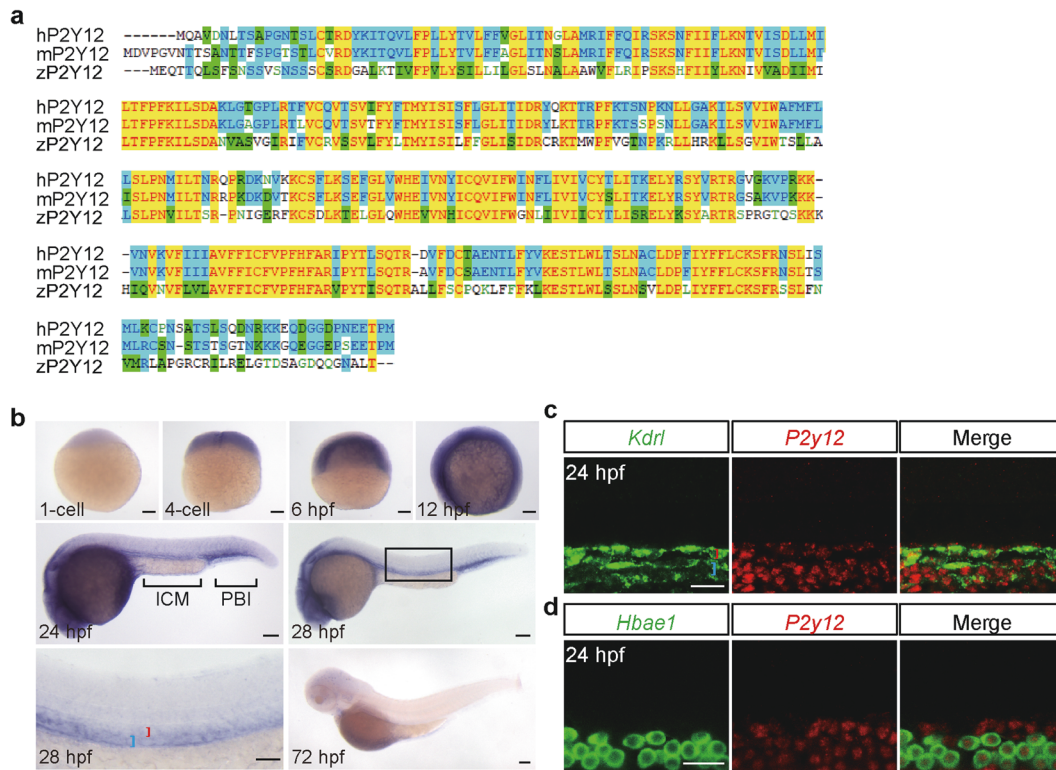 a
hP2Y12 ------MQAVDNLTSAPGNTSLCTRDYKITQVLFPLLYTVLFFVGLITNGLAMRIFFQIRSKSNFIIFLKNTVISDLLMI
mP2Y12 MDVPGVNTTSANTTFSPGTSTLCVRDYKITQVLFPLLYTVLFFAGLITNSLAMRIFFQIRSKSNFIIFLKNTVISDLLMI
zP2Y12 ---MEQTTQLSFSNSSVSNSSSCSRDGALKTIVFPVLYSILLILGLSLNALAAWVFLRIPSKSHFIIYLKNIVVADIIMT
hP2Y12 LTFPFKILSDAKLGTGPLRTFVCQVTSVIFYFTMYISISFLGLITIDRYQKTTRPFKTSNPKNLLGAKILSVVIWAFMFL
mP2Y12 LTFPFKILSDAKLGAGPLRTLVCQVTSVTFYFTMYISISFLGLITIDRYLKTTRPFKTSSPSNLLGAKILSVVIWAFMFL
zP2Y12 LTFPFKILSDANVASVGIRIFVCRVSSVLFYLTMYISILFFGLISIDRCRKTMWPFVGTNPKRLLHRKLLSGVIWTSLLA
hP2Y12 LSLPNMILTNRQPRDKNVKKCSFLKSEFGLVWHEIVNYICQVIFWINFLIVIVCYTLITKELYRSYVRTRGVGKVPRKK-
mP2Y12 ISLPNMILTNRRPKDKDVTKCSFLKSEFGLVWHEIVNYICQVIFWINFLIVIVCYSLITKELYRSYVRTRGSAKVPKKK-
zP2Y12 LSLPNVILTSR-PNIGERFKCSDLKTELGLQWHEVVNHICQVIFWGNLLIVIICYTLISRELYKSYARTRGSPRGTQSKKK
hP2Y12 -VNVKVFIIIAVFFICFVPFHFARIPYTLSQTR-DVFDCTAENTLFYVKESTLWLTSLNACLDPFIYFFLCKSFRNSLIS
mP2Y12 -VNVKVFIIIAVFFICFVPFHFARIPYTLSQTR-AVFDCSAENTLFYVKESTLWLTSLNACLDPFIYFFLCKSFRNSLTS
zP2Y12 HIQVNVFLVLAVFFICFVPFHFARVPYTISQTRALLFSCPQKLFFFKLKESTLWLSSLNSVLDPLIYFFLCKSFRSSLFN
hP2Y12 MLKCPNSATSLSQDNRKKEQDGGDPNEETPM
mP2Y12 MLRCSN-STSTSGTNKKKGQEGGEPSEETPM
zP2Y12 VMRLAPGRCRILRELGTDSAGDQQGNALT--
b
1-cell 4-cell 6 hpf 12 hpf
ICM PBI
24 hpf 28 hpf
28 hpf 72 hpf
c
Kdrl P2y12 Merge
24 hpf
d
Hbae1 P2y12 Merge
24 hpf